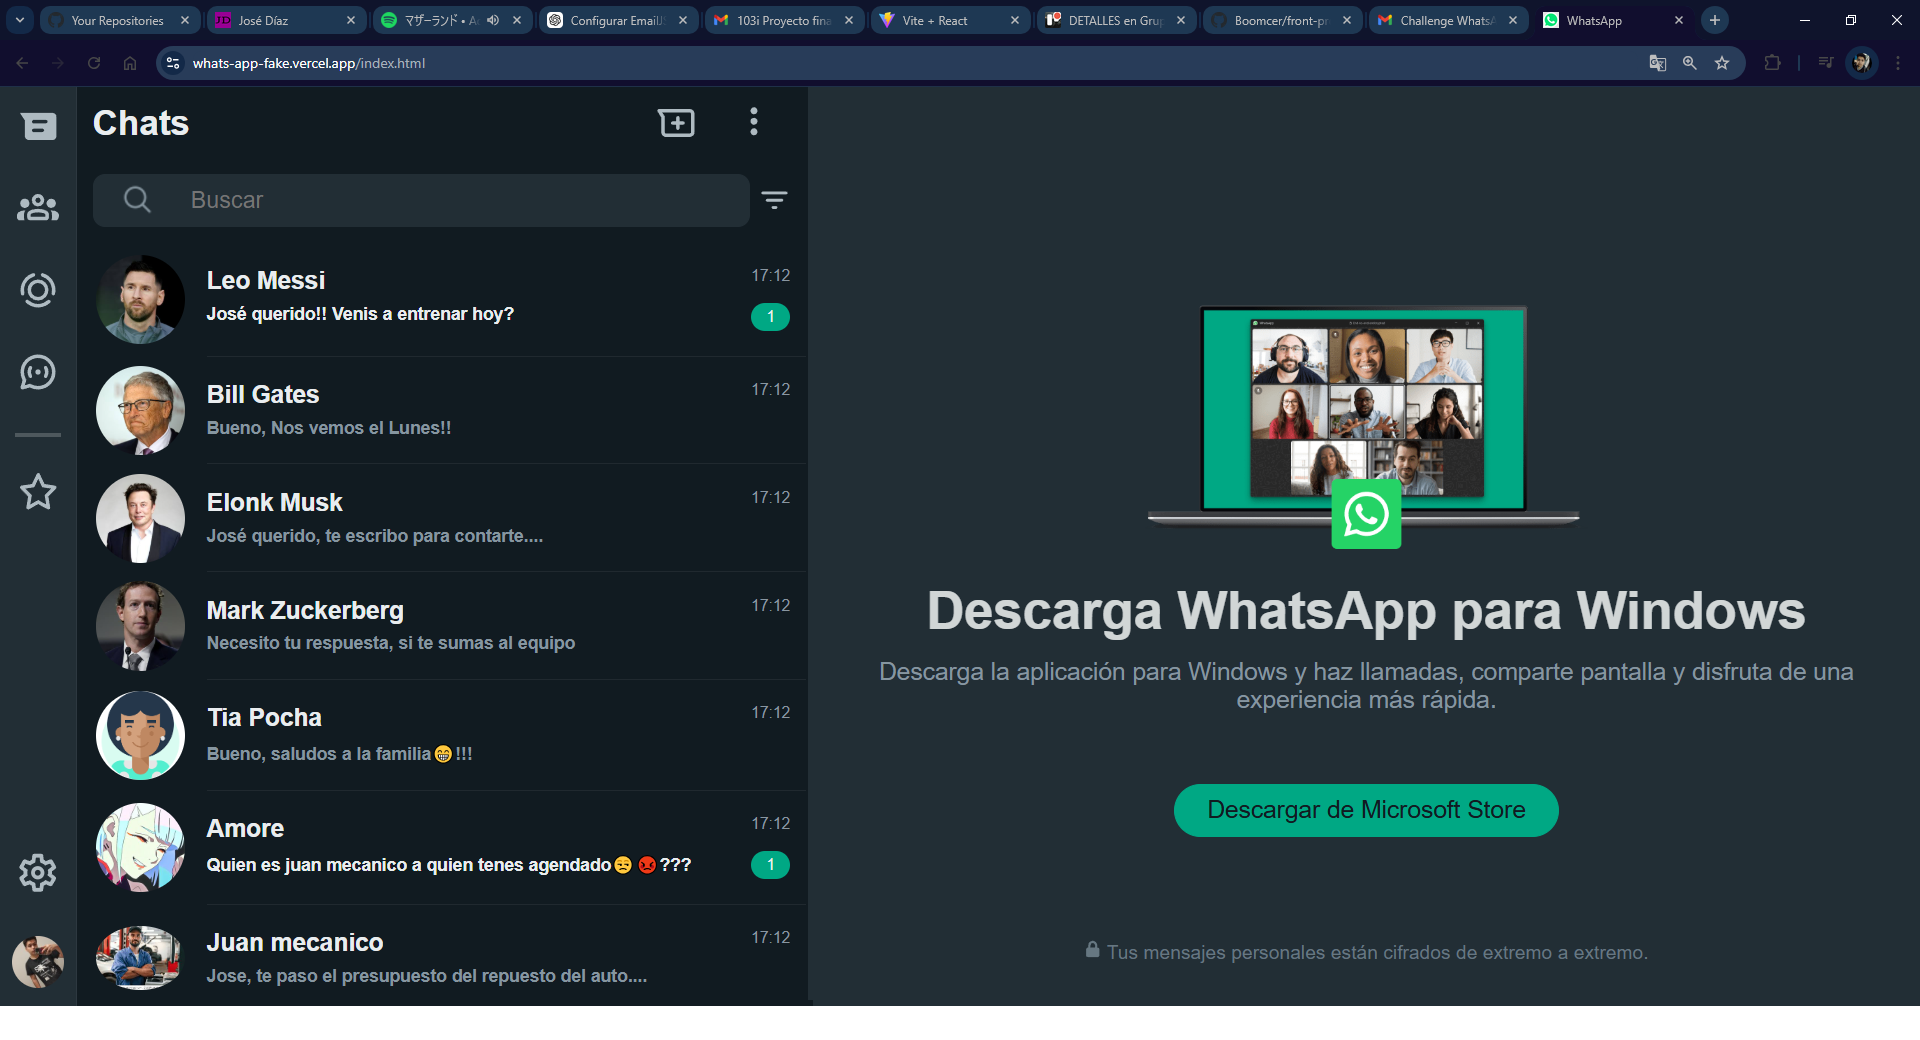 Your Repositories
José Díaz
マザーランド • A
Configurar EmailJS
103i Proyecto fina
Vite + React
DETALLES en Grup
Boomcer/front-pr
Challenge WhatsA
WhatsApp
whats-app-fake.vercel.app/index.html
Chats
Buscar
Leo Messi
17:12
José querido!! Venis a entrenar hoy?
1
Bill Gates
17:12
Bueno, Nos vemos el Lunes!!
Elonk Musk
17:12
José querido, te escribo para contarte....
Mark Zuckerberg
17:12
Necesito tu respuesta, si te sumas al equipo
Tia Pocha
17:12
Bueno, saludos a la familia😁!!!
Amore
17:12
Quien es juan mecanico a quien tenes agendado😒😡???
1
Juan mecanico
17:12
Jose, te paso el presupuesto del repuesto del auto....
Descarga WhatsApp para Windows
Descarga la aplicación para Windows y haz llamadas, comparte pantalla y disfruta de una
experiencia más rápida.
Descargar de Microsoft Store
Tus mensajes personales están cifrados de extremo a extremo.